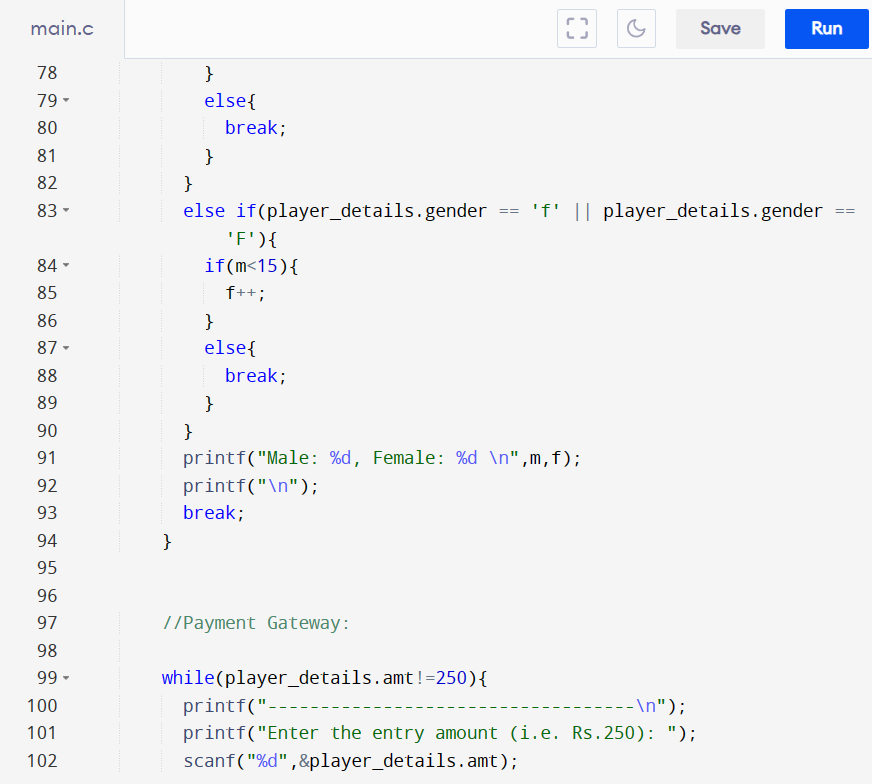 main.c
Save
Run
78 }
79 else{
80 break;
81 }
82 }
83 else if(player_details.gender == 'f' || player_details.gender ==
'F'){
84 if(m<15){
85 f++;
86 }
87 else{
88 break;
89 }
90 }
91 printf("Male: %d, Female: %d \n",m,f);
92 printf("\n");
93 break;
94 }
95
96
97 //Payment Gateway:
98
99 while(player_details.amt!=250){
100 printf("-----------------------------------\n");
101 printf("Enter the entry amount (i.e. Rs.250): ");
102 scanf("%d",&player_details.amt);